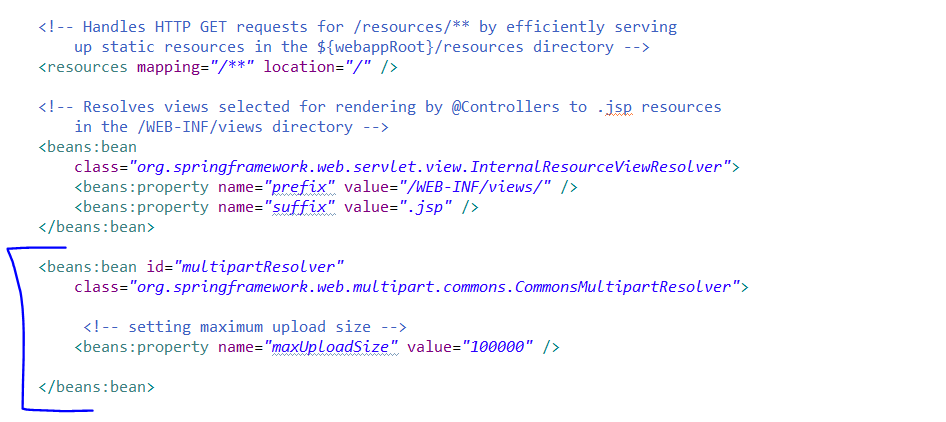 <!-- Handles HTTP GET requests for /resources/** by efficiently serving
up static resources in the ${webappRoot}/resources directory -->
<resources mapping="/**" location="/" />
<!-- Resolves views selected for rendering by @Controllers to .jsp resources
in the /WEB-INF/views directory -->
<beans:bean
class="org.springframework.web.servlet.view.InternalResourceViewResolver">
<beans:property name="prefix" value="/WEB-INF/views/" />
<beans:property name="suffix" value=".jsp" />
</beans:bean>
<beans:bean id="multipartResolver"
class="org.springframework.web.multipart.commons.CommonsMultipartResolver">
<!-- setting maximum upload size -->
<beans:property name="maxUploadSize" value="100000" />
</beans:bean>